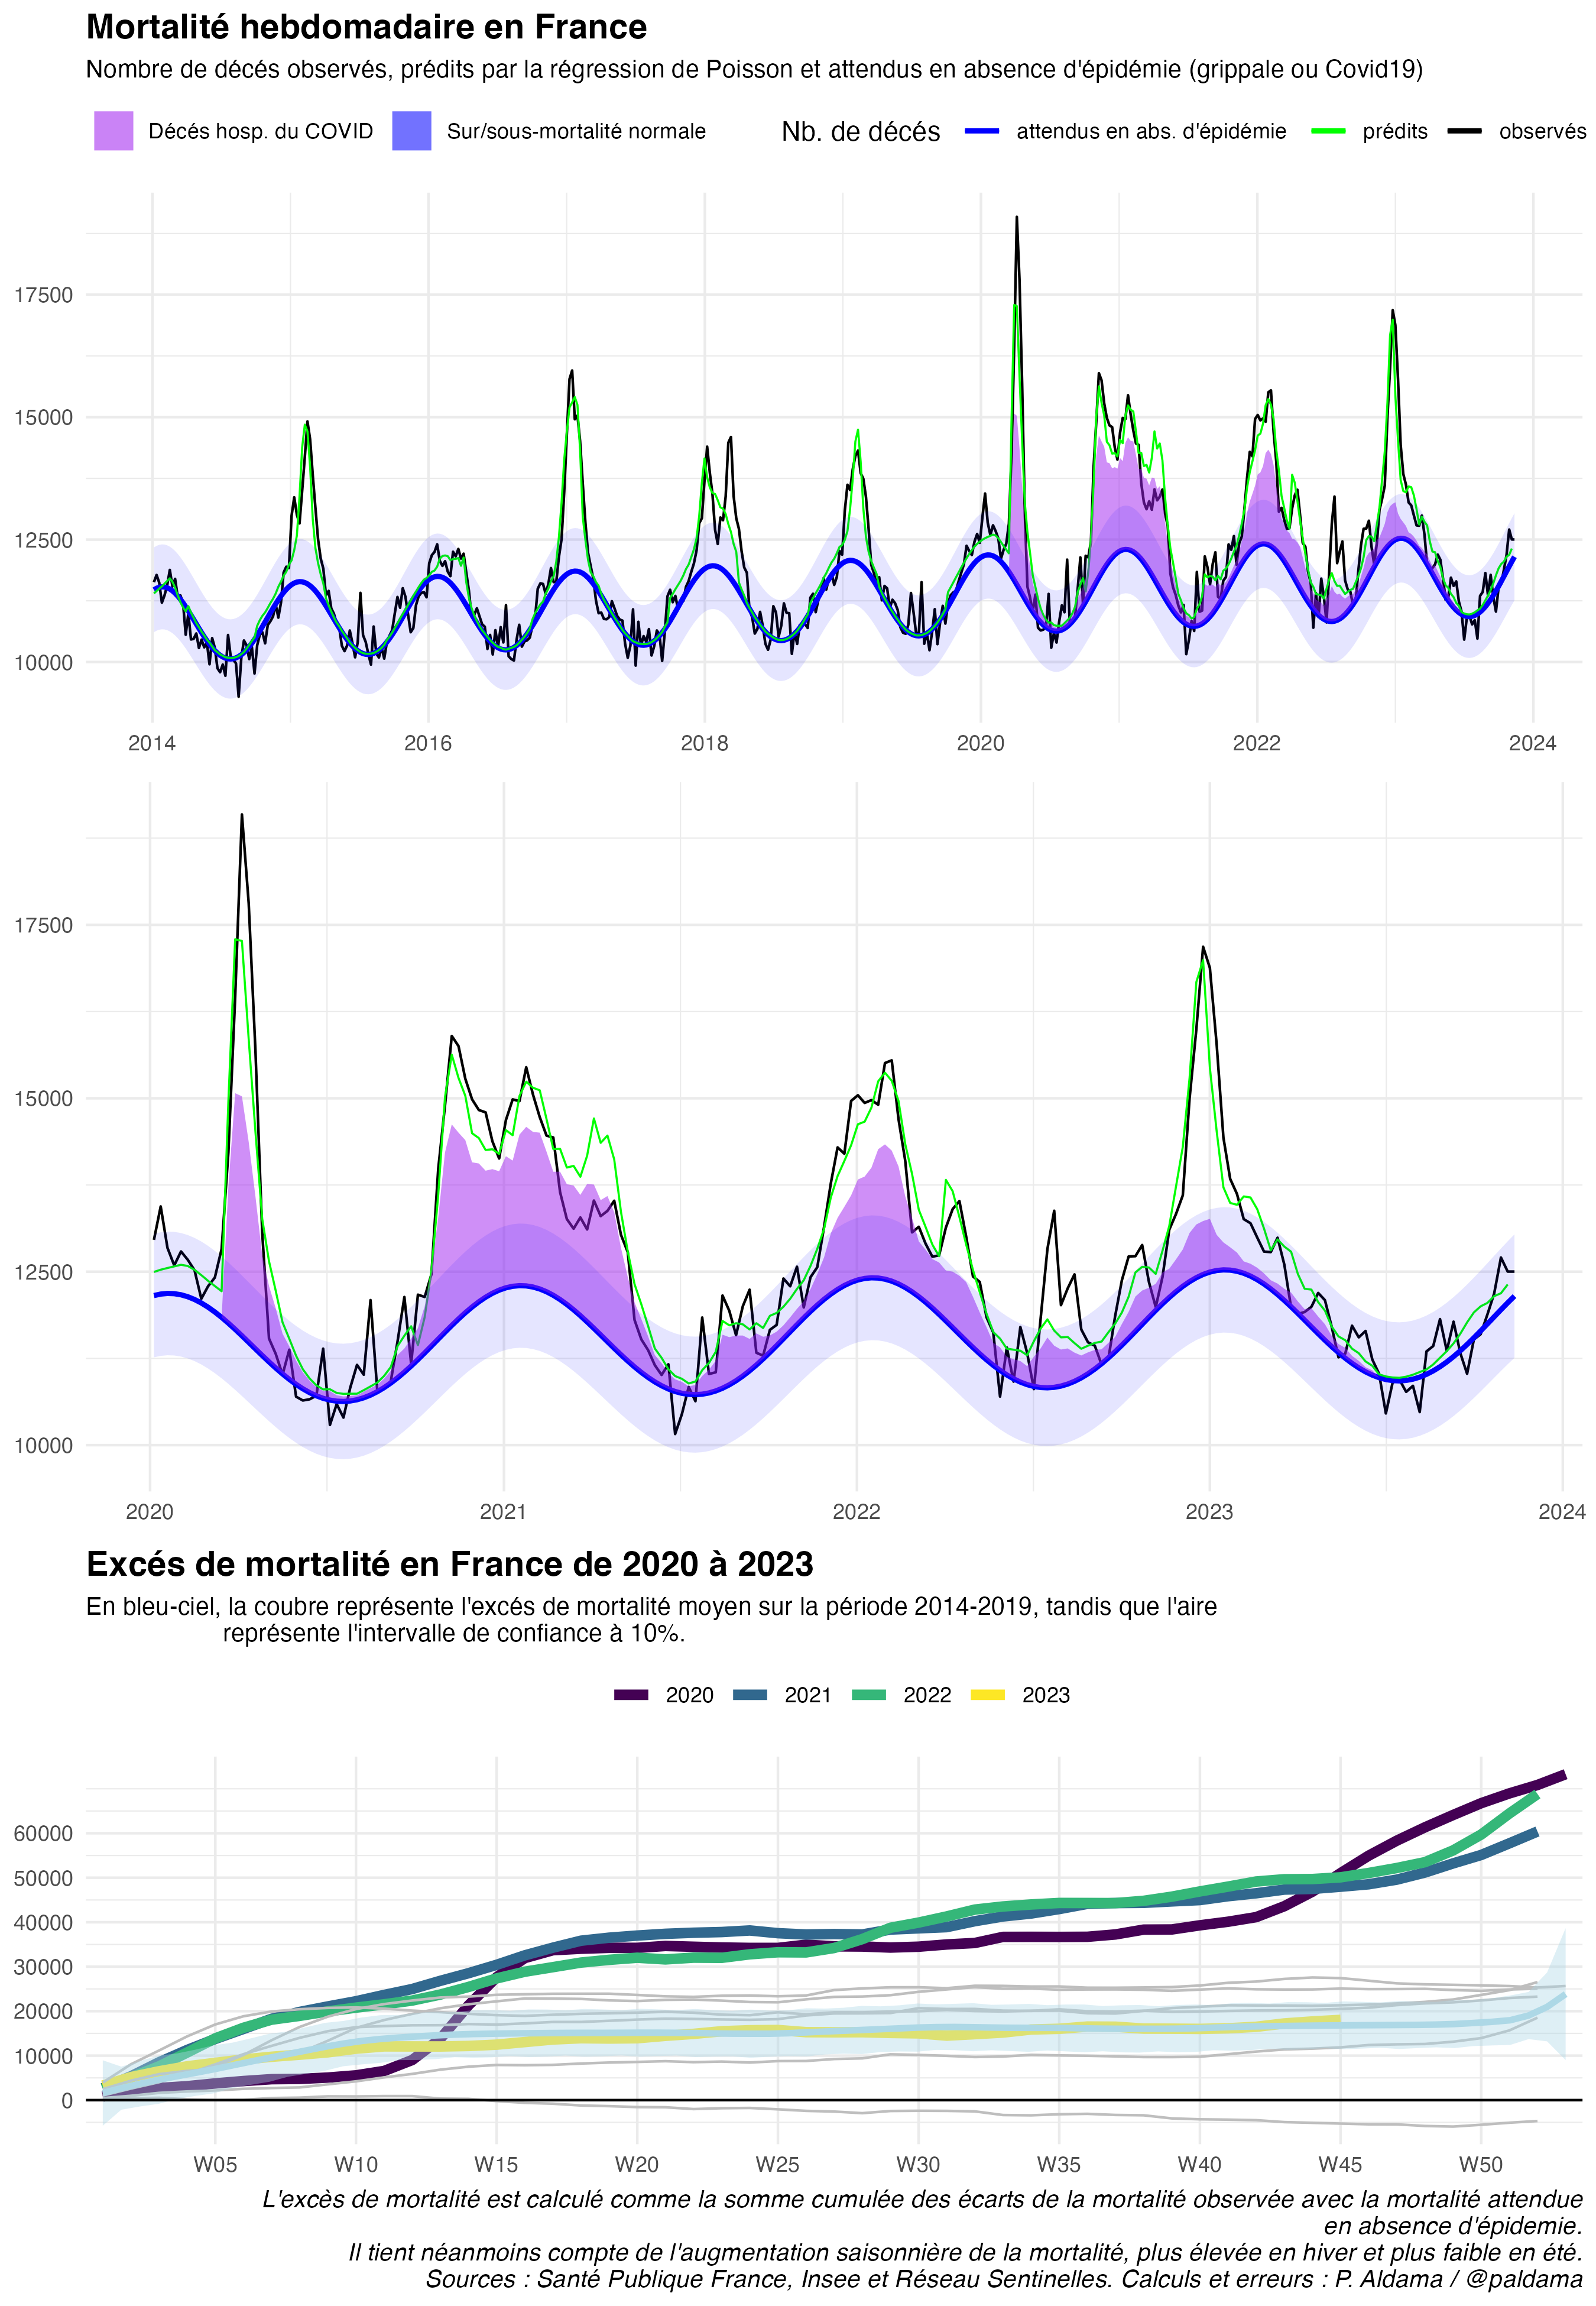 Mortalité hebdomadaire en France
Nombre de décés observés, prédits par la régression de Poisson et attendus en absence d'épidémie (grippale ou Covid19)
Décés hosp. du COVID Sur/sous-mortalité normale Nb. de décés attendus en abs. d'épidémie prédits observés
17500
15000
12500
10000
2014 2016 2018 2020 2022 2024
17500
15000
12500
10000
2020 2021 2022 2023 2024
Excés de mortalité en France de 2020 à 2023
En bleu-ciel, la coubre représente l'excés de mortalité moyen sur la période 2014-2019, tandis que l'aire
représente l'intervalle de confiance à 10%.
2020 2021 2022 2023
60000
50000
40000
30000
20000
10000
0
W05 W10 W15 W20 W25 W30 W35 W40 W45 W50
L'excès de mortalité est calculé comme la somme cumulée des écarts de la mortalité observée avec la mortalité attendue
en absence d'épidemie.
Il tient néanmoins compte de l'augmentation saisonnière de la mortalité, plus élevée en hiver et plus faible en été.
Sources : Santé Publique France, Insee et Réseau Sentinelles. Calculs et erreurs : P. Aldama / @paldama